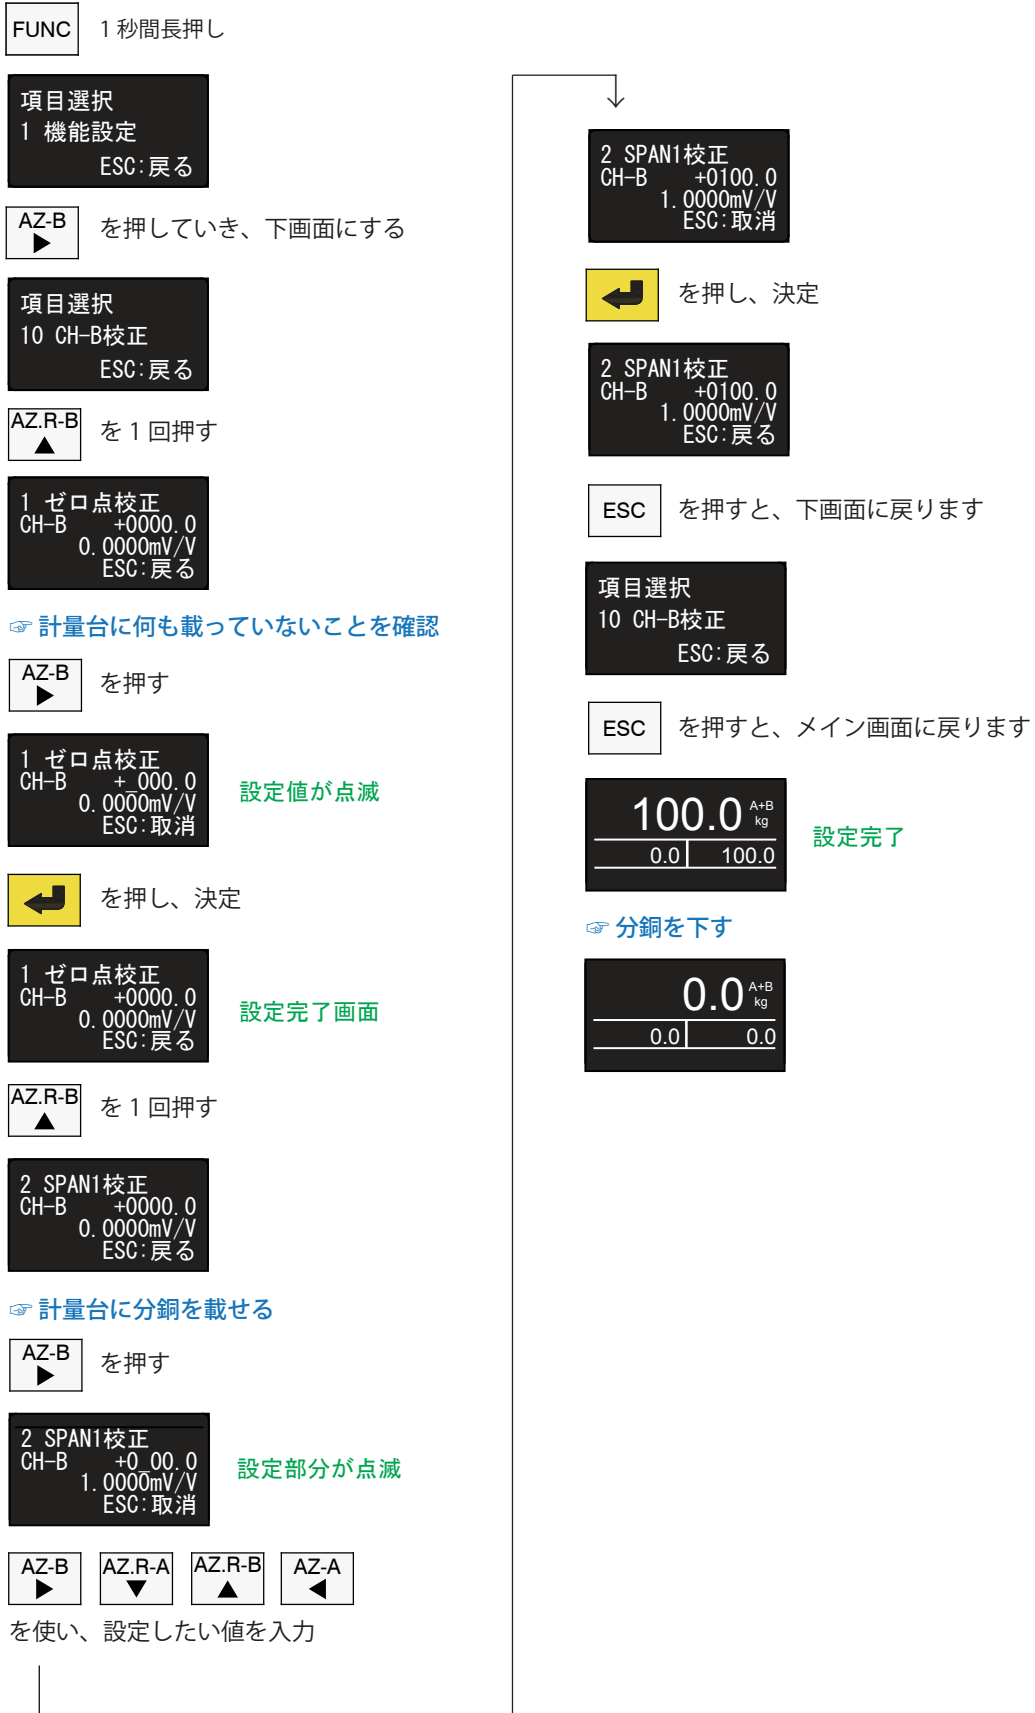 FUNC 1 秒間長押し
項目選択
1 機能設定
ESC:戻る
AZ-B ▶ を押していき、下画面にする
項目選択
10 CH-B校正
ESC:戻る
AZ.R-B ▲ を 1 回押す
1 ゼロ点校正
CH-B +0000.0
0.0000mV/V
ESC:戻る
☞ 計量台に何も載っていないことを確認
AZ-B ▶ を押す
1 ゼロ点校正
CH-B +_000.0
0.0000mV/V
ESC:取消
設定値が点滅
を押し、決定
1 ゼロ点校正
CH-B +0000.0
0.0000mV/V
ESC:戻る
設定完了画面
AZ.R-B ▲ を 1 回押す
2 SPAN1校正
CH-B +0000.0
0.0000mV/V
ESC:戻る
☞ 計量台に分銅を載せる
AZ-B ▶ を押す
2 SPAN1校正
CH-B +0_00.0
1.0000mV/V
ESC:取消
設定部分が点滅
AZ-B ▶ AZ.R-A ▼ AZ.R-B ▲ AZ-A ◀
を使い、設定したい値を入力
2 SPAN1校正
CH-B +0100.0
1.0000mV/V
ESC:取消
を押し、決定
2 SPAN1校正
CH-B +0100.0
1.0000mV/V
ESC:戻る
ESC を押すと、下画面に戻ります
項目選択
10 CH-B校正
ESC:戻る
ESC を押すと、メイン画面に戻ります
100.0 A+B kg
0.0 100.0
設定完了
☞ 分銅を下す
0.0 A+B kg
0.0 0.0